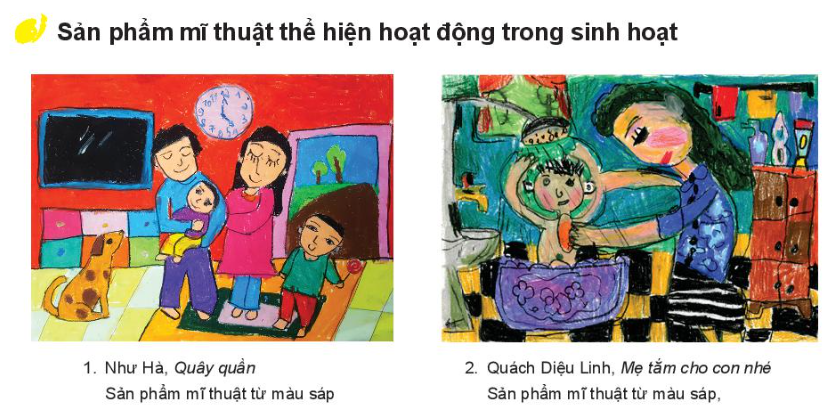 Sản phẩm mĩ thuật thể hiện hoạt động trong sinh hoạt
1. Như Hà, Quây quần
Sản phẩm mĩ thuật từ màu sáp
2. Quách Diệu Linh, Mẹ tắm cho con nhé
Sản phẩm mĩ thuật từ màu sáp,